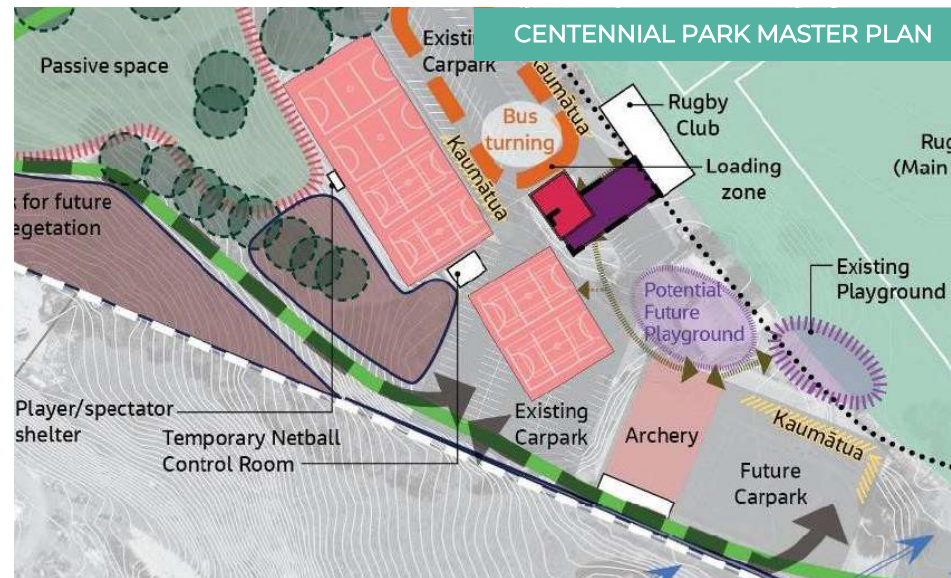 CENTENNIAL PARK MASTER PLAN
Passive space
Existi
Carpark
Kaumātua
Bus
turning
Kaumātua
Rugby
Club
Loading
zone
Rug
(Main
for future
egetation
Existing
Playground
Potential
Future
Playground
Player/spectator
shelter
Temporary Netball
Control Room
Existing
Carpark
Archery
Kaumātua
Future
Carpark